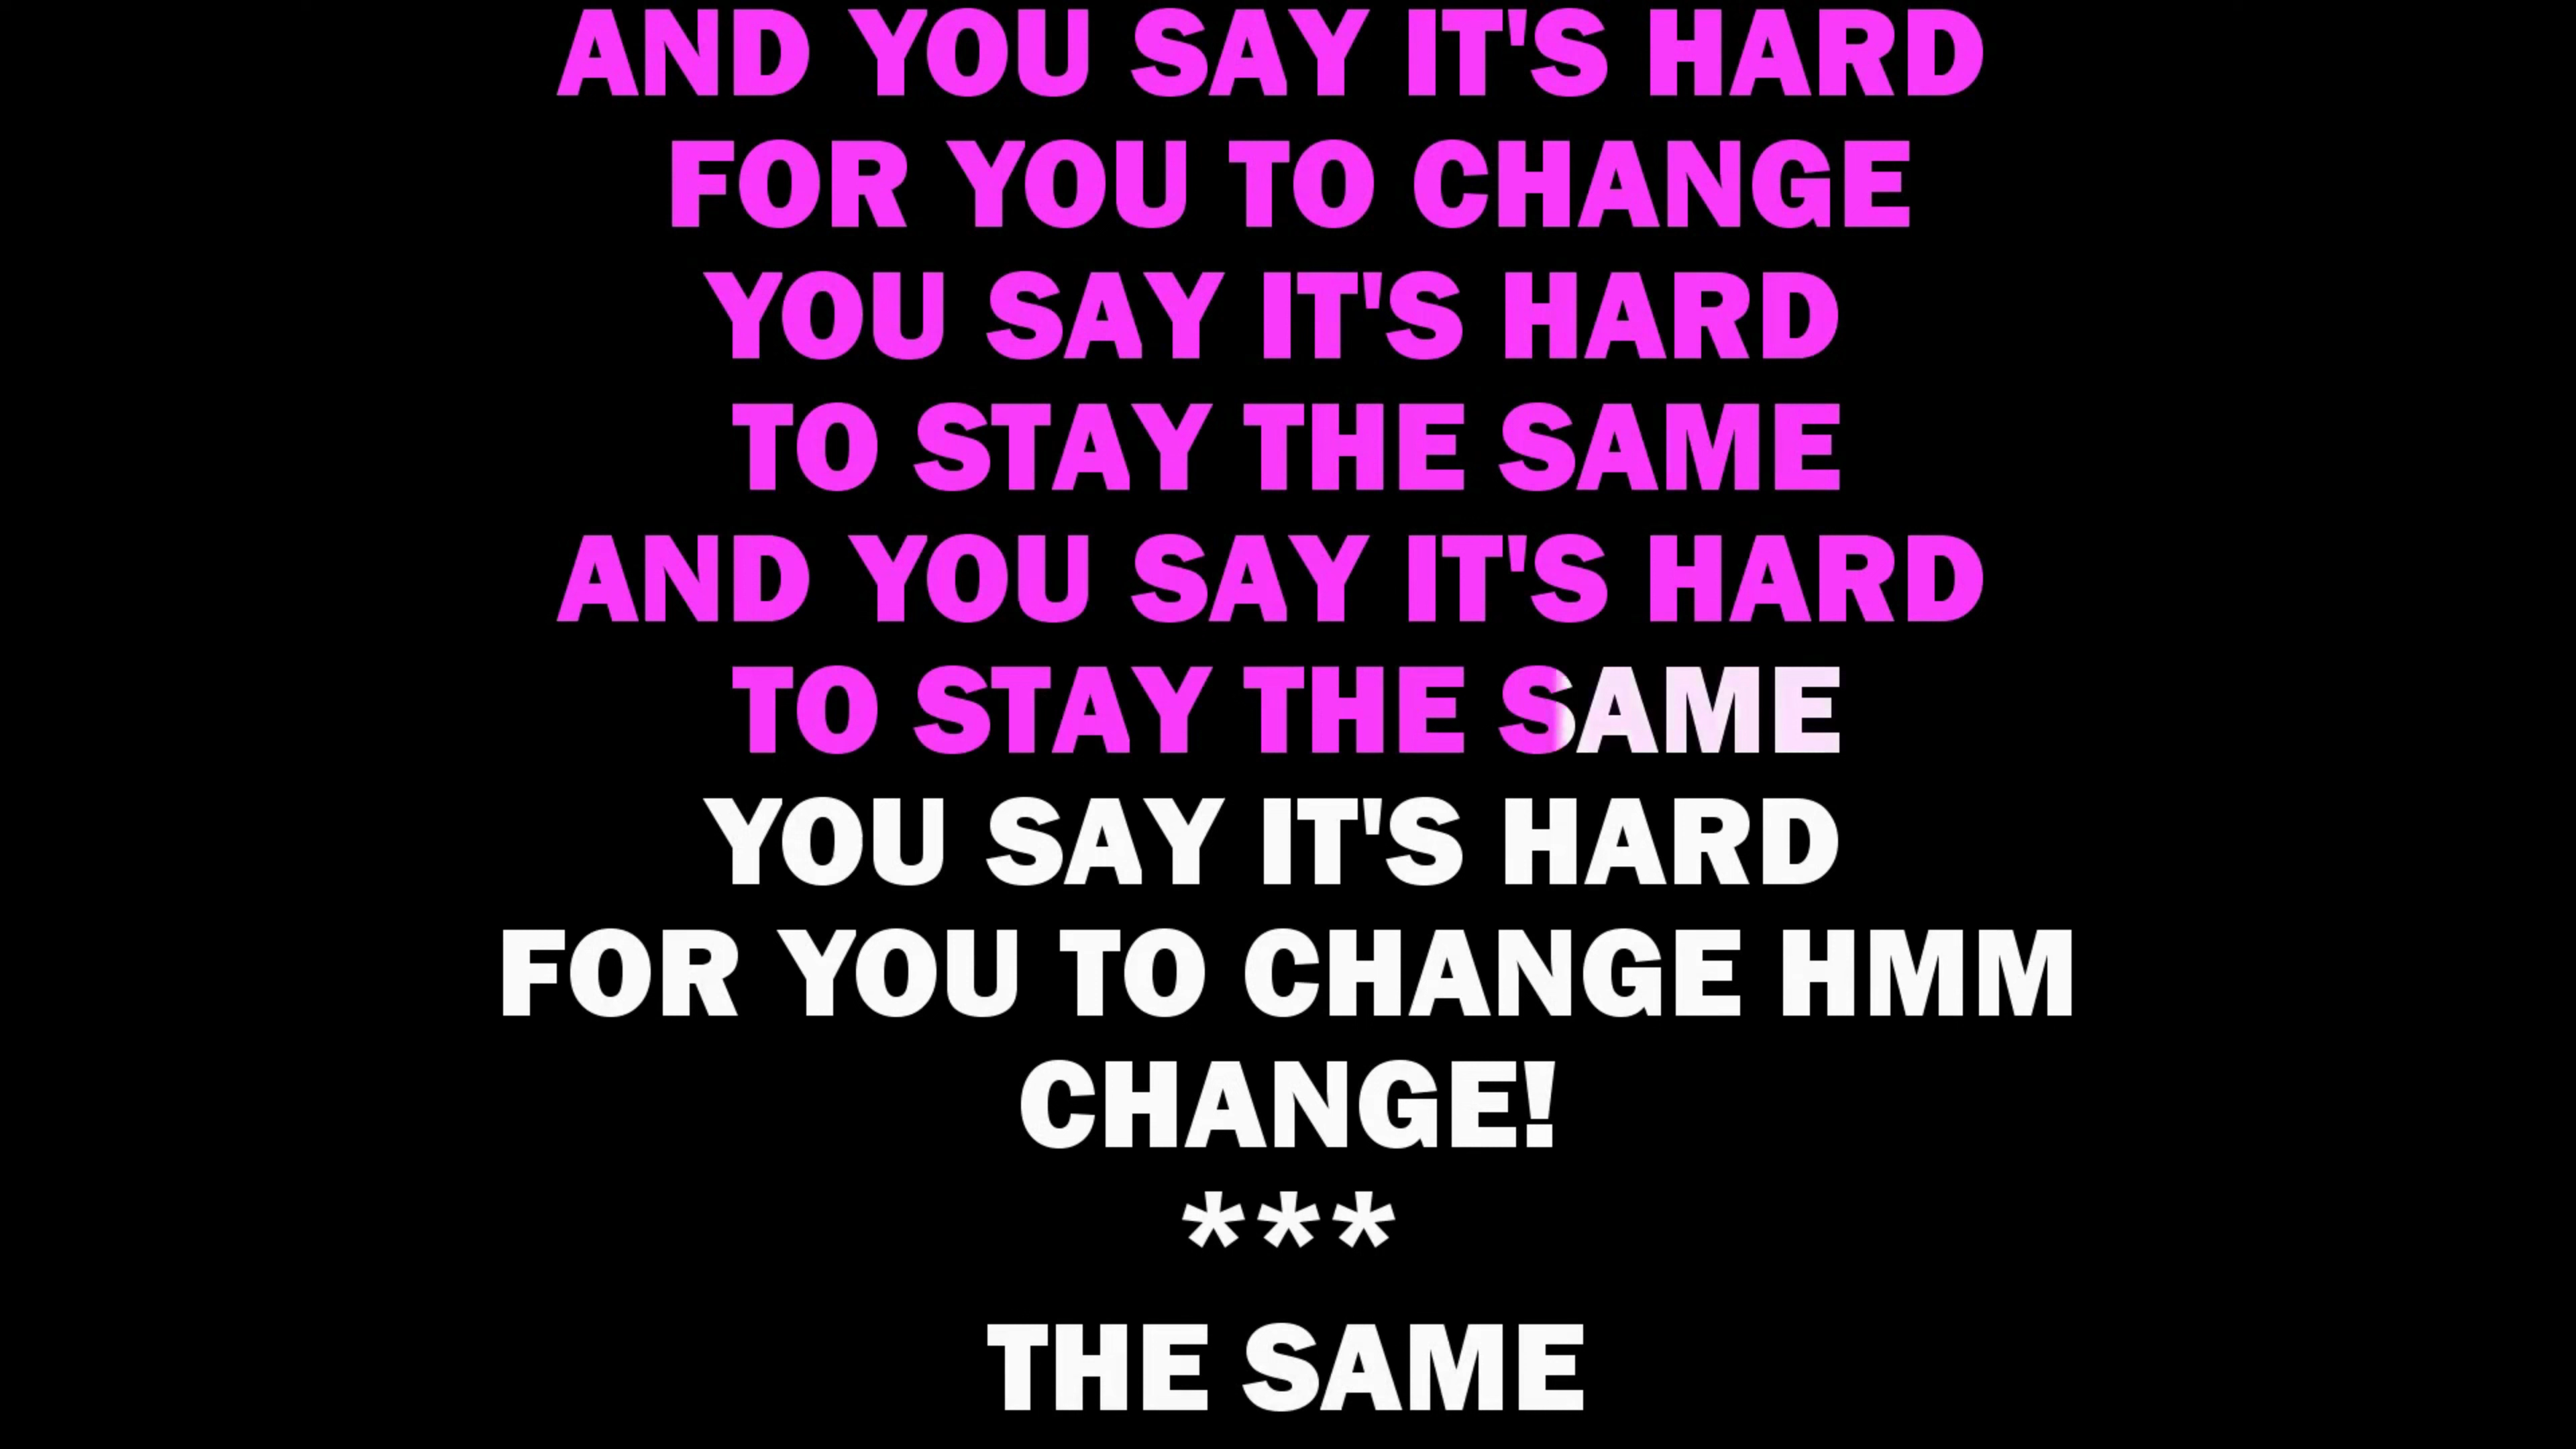 AND YOU SAY IT'S HARD
FOR YOU TO CHANGE
YOU SAY IT'S HARD
TO STAY THE SAME
AND YOU SAY IT'S HARD
TO STAY THE SAME
YOU SAY IT'S HARD
FOR YOU TO CHANGE HMM
CHANGE!
***
THE SAME